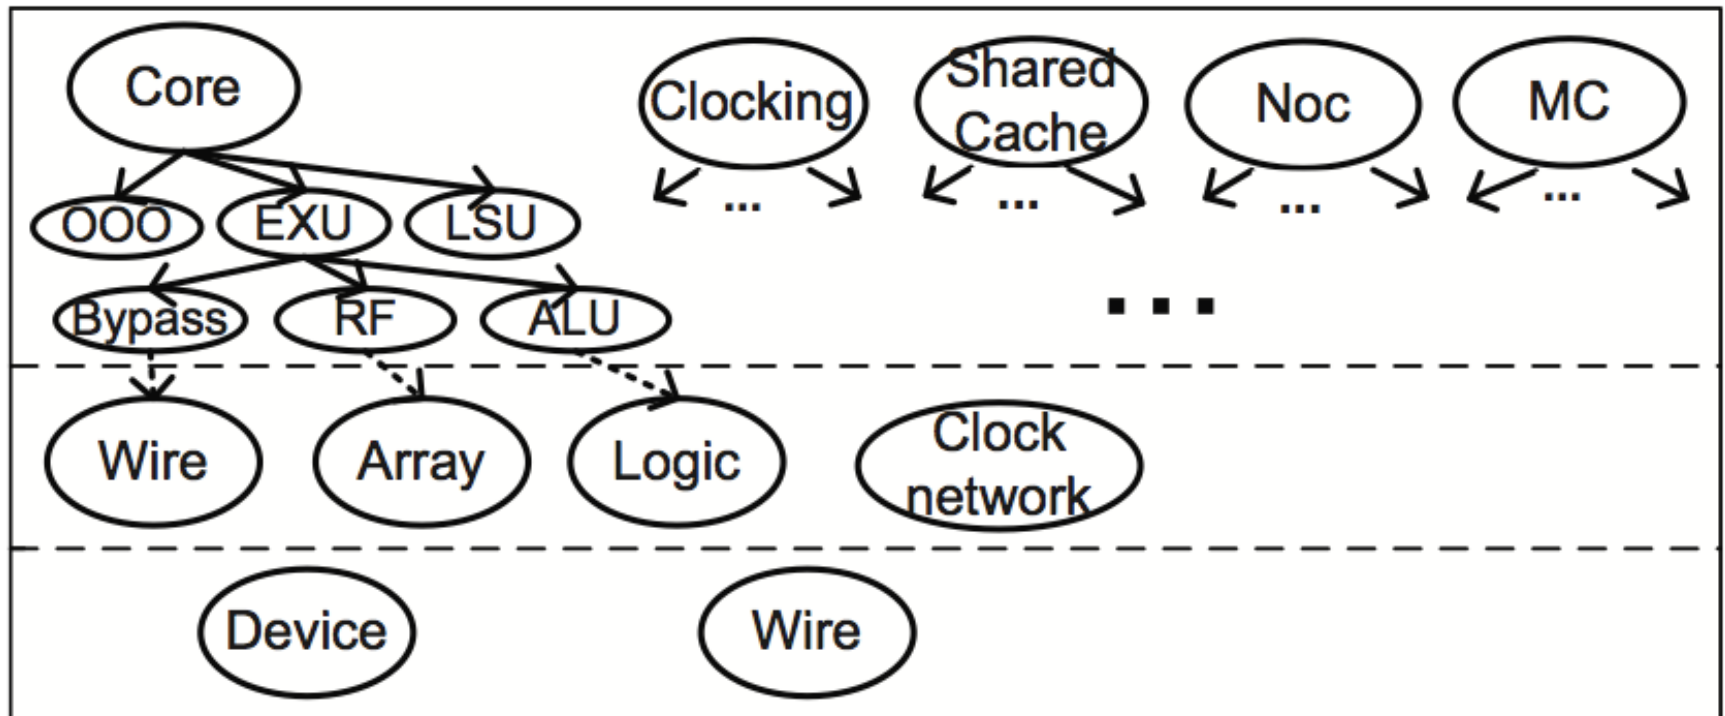 Core
Clocking
Shared
Cache
Noc
MC
OOO
EXU
LSU
...
...
...
...
Bypass
RF
ALU
...
Wire
Array
Logic
Clock
network
Device
Wire